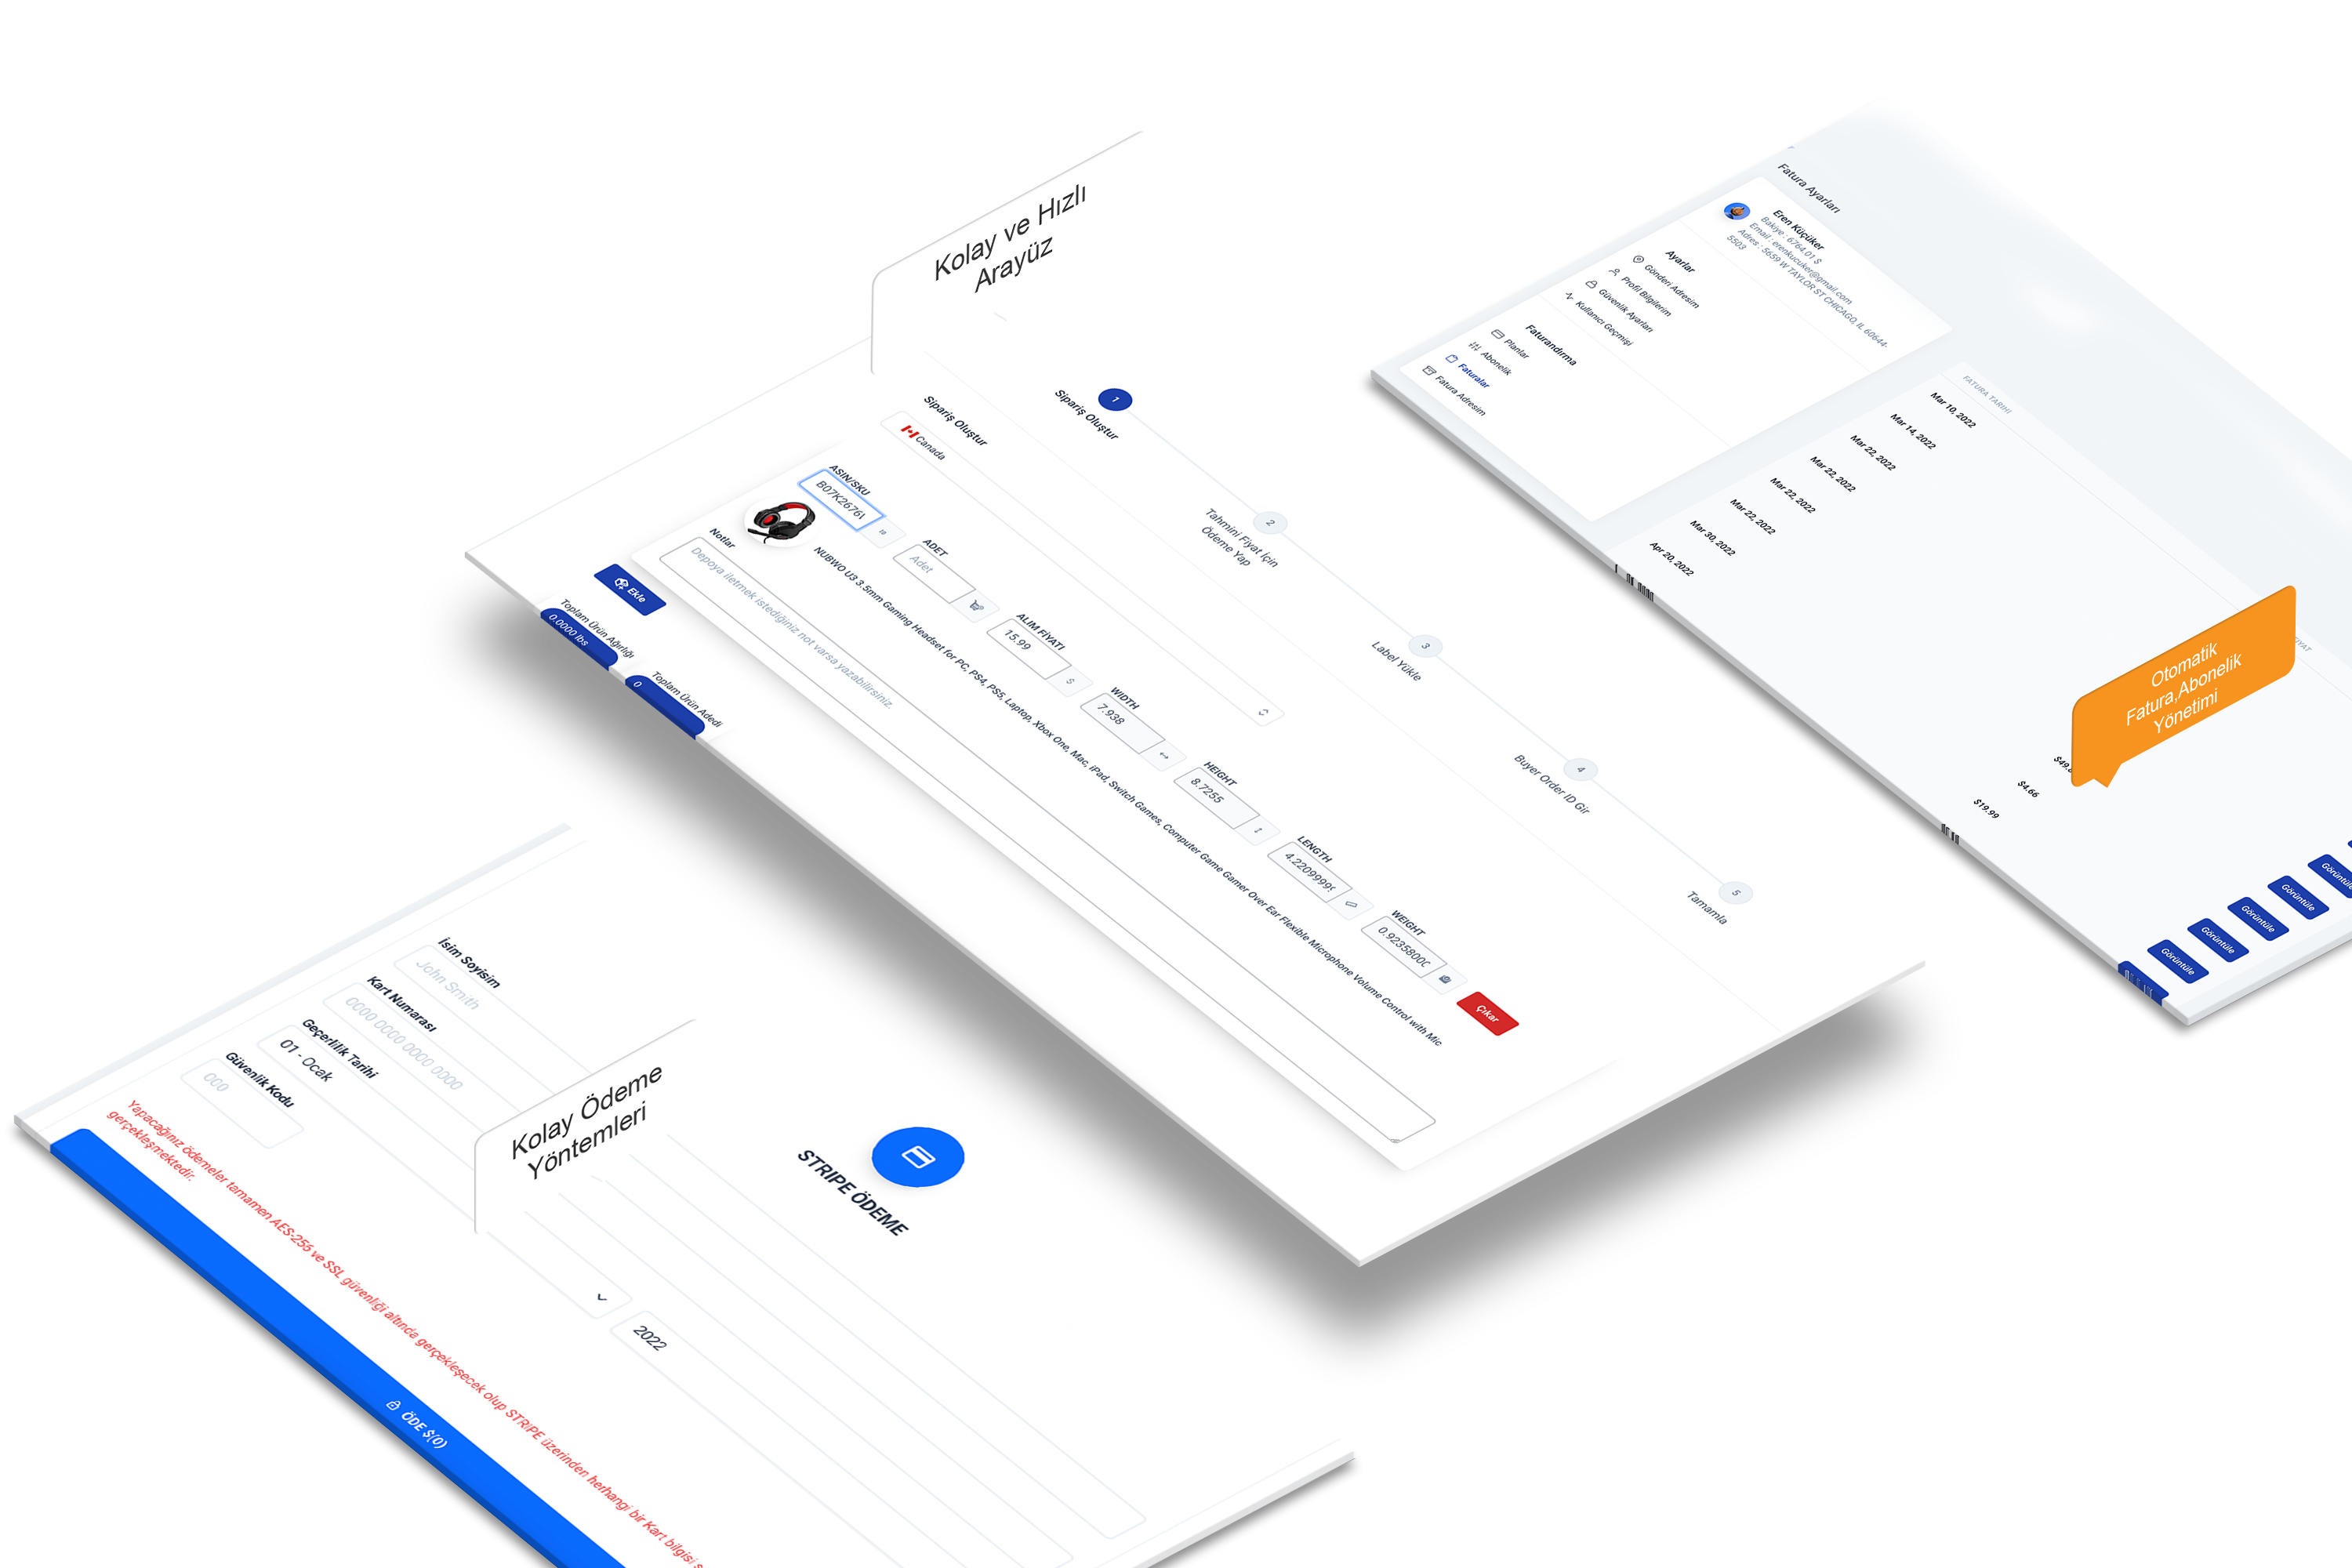 Kolay ve Hızlı
Arayüz
1
Sipariş Oluştur
2
Tahmini Fiyat İçin
Ödeme Yap
3
Label Yükle
4
Buyer Order ID Gir
5
Tamamla
Sipariş Oluştur
Canada
ASIN/SKU
ADET
Adet
ALIM FİYATI
15.99
$
WIDTH
7.938
HEIGHT
8.7255
LENGTH
WEIGHT
Çıkar
NUBWO U3 3.5mm Gaming Headset for PC, PS4, PS5, Laptop, Xbox One, Mac, iPad, Switch Games, Computer Game Gamer Over Ear Flexible Microphone Volume Control with Mic
Notlar
Depoya iletmek istediğiniz not varsa yazabilirsiniz.
Ekle
Toplam Ürün Ağırlığı
0.0000 lbs
Toplam Ürün Adedi
0
Fatura Ayarları
Eren Küçüker
Bakiye : 6764.01 $
Email : erenkucuker@gmail.com
Adres : 5659 W TAYLOR ST CHICAGO, IL 60644-
5503
Ayarlar
Gönderi Adresim
Profil Bilgilerim
Güvenlik Ayarları
Kullanıcı Geçmişi
Faturandırma
Planlar
Abonelik
Faturalar
Fatura Adresim
FATURA TARIHI
Mar 10, 2022
Mar 14, 2022
Mar 22, 2022
Mar 22, 2022
Mar 22, 2022
Mar 22, 2022
Mar 30, 2022
Apr 20, 2022
$4.66
$19.99
Görüntüle
Görüntüle
Görüntüle
Görüntüle
Otomatik
Fatura,Abonelik
Yönetimi
Kolay Ödeme
Yöntemleri
STRIPE ÖDEME
İsim Soyisim
John Smith
Kart Numarası
0000 0000 0000 0000
Geçerlilik Tarihi
01 - Ocak
2022
Güvenlik Kodu
000
Yapacağınız ödemeler tamamen AES-256 ve SSL güvenliği altında gerçekleşecek olup STRIPE üzerinden herhangi bir Kart bilgisi
gerçekleşmektedir.
ÖDE $(0)